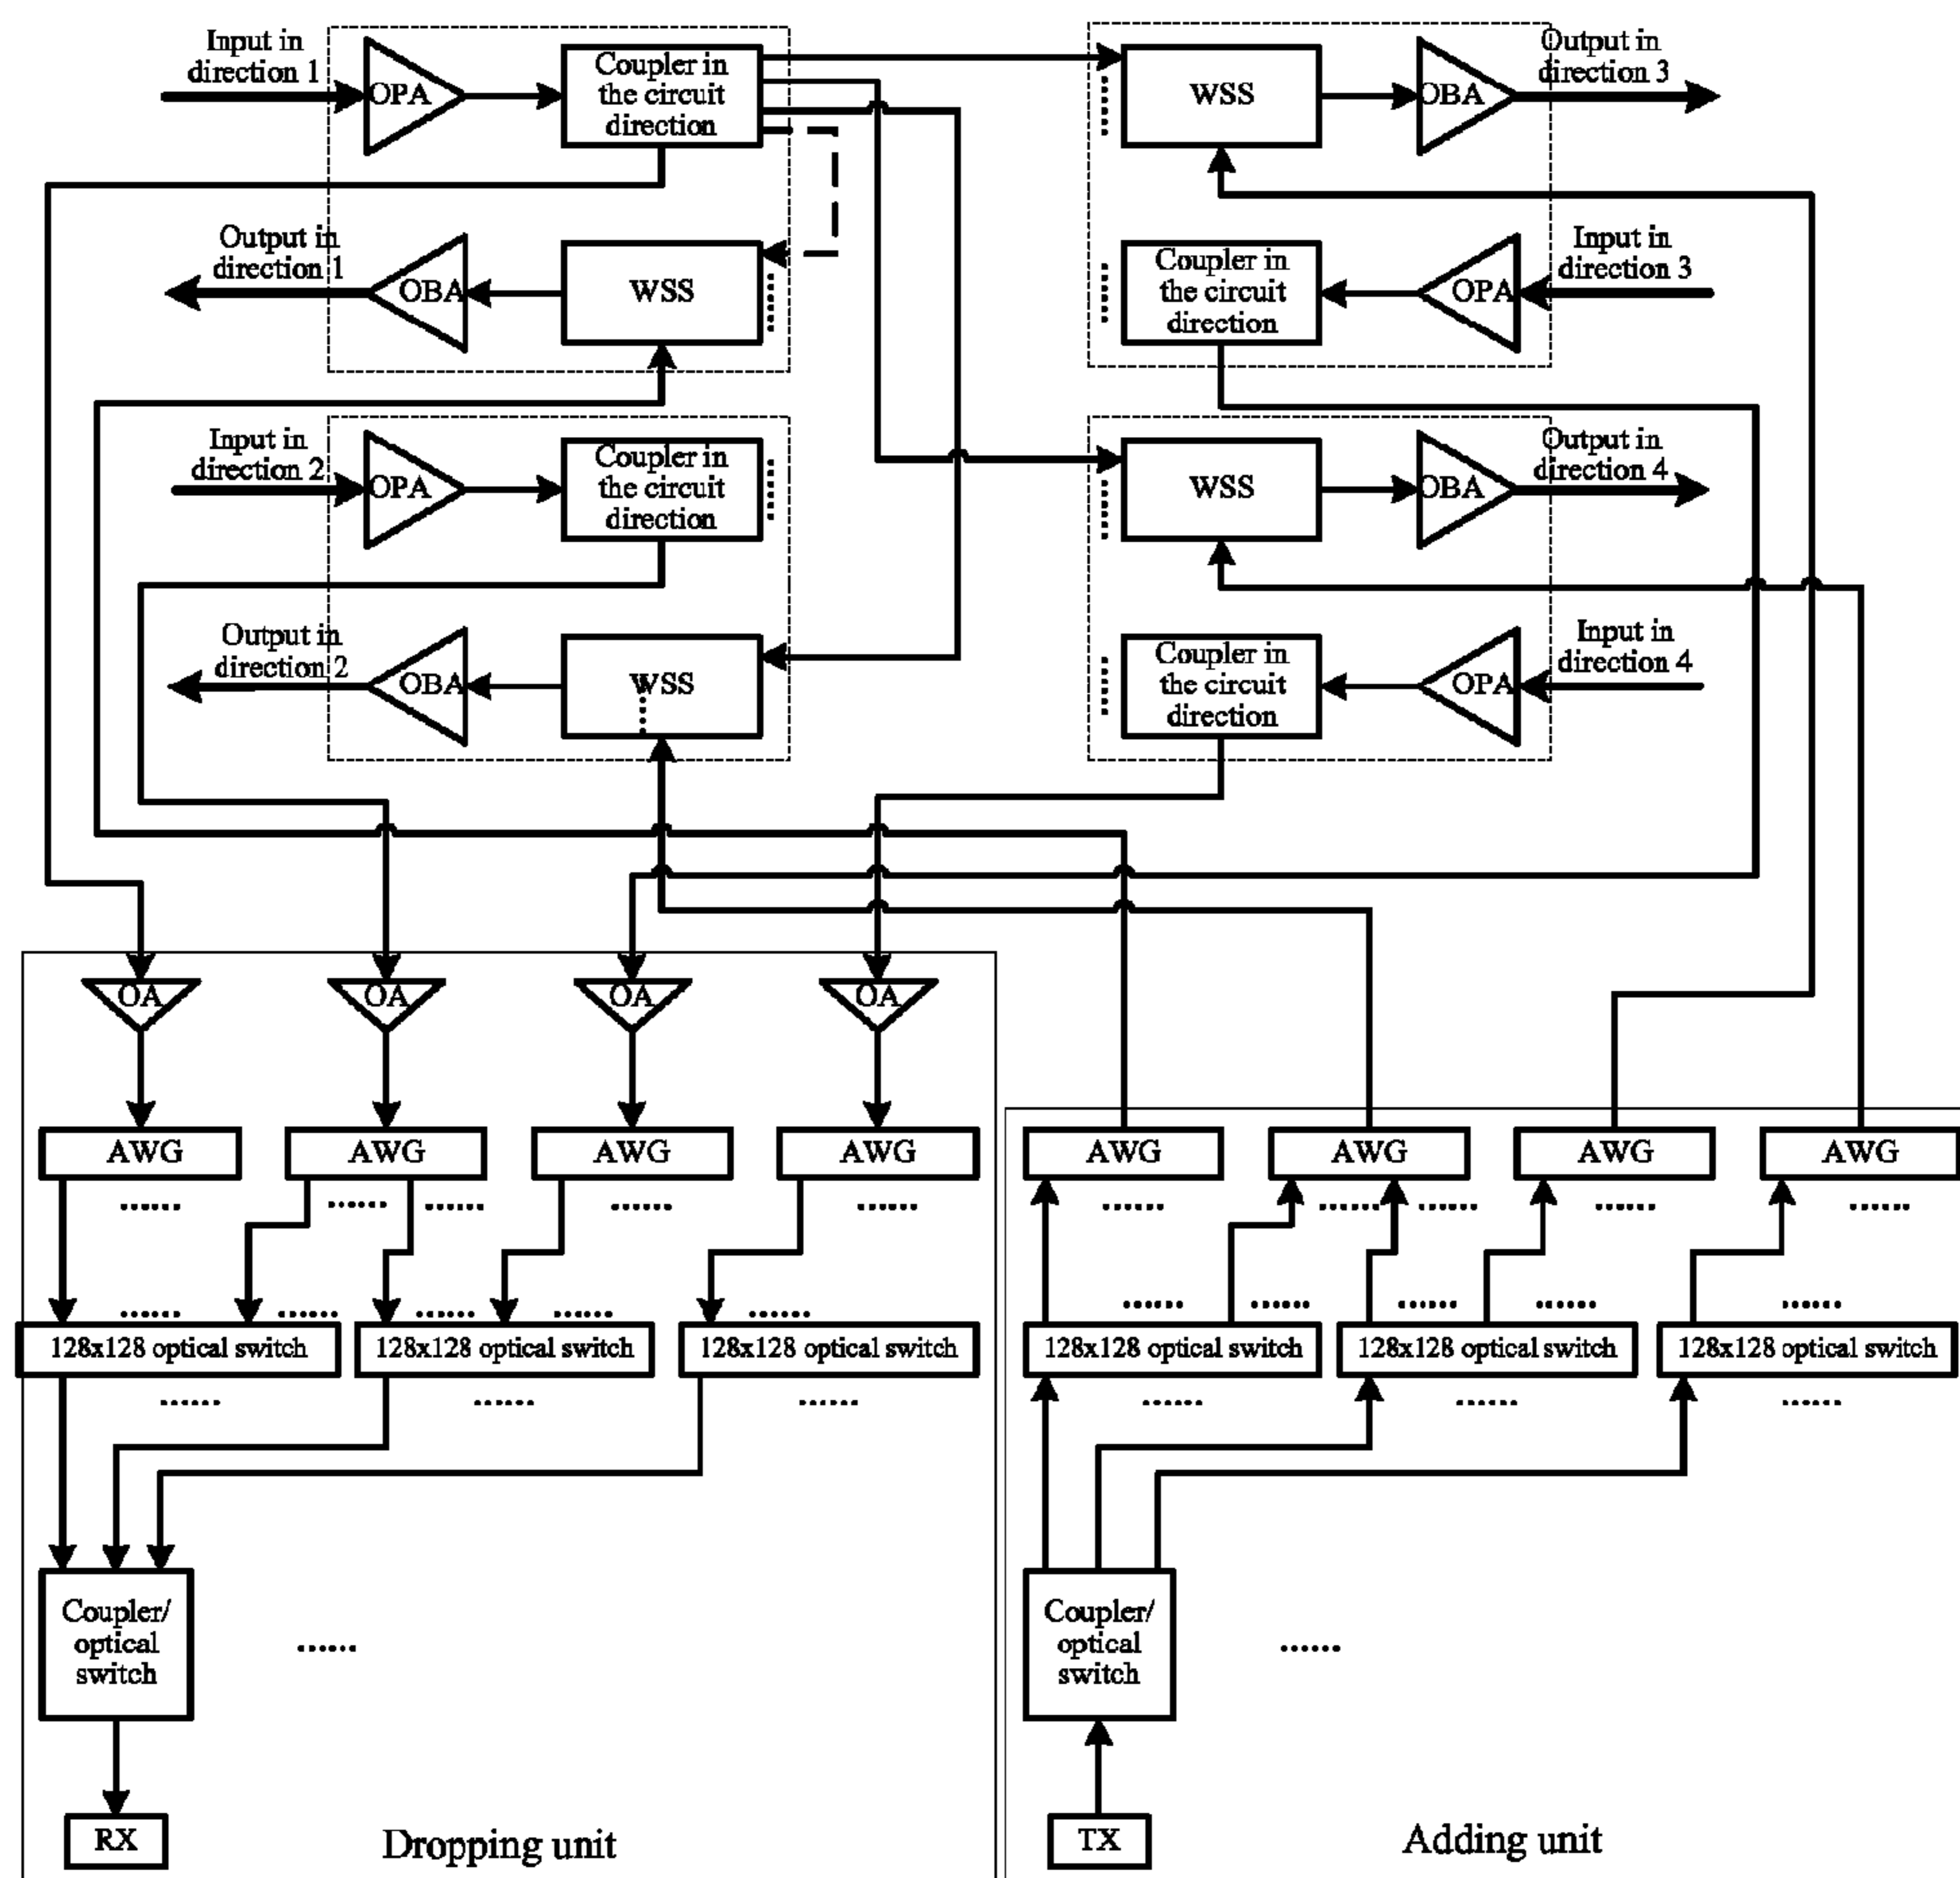 Input in
direction 1
OPA
Coupler in
the circuit
direction
WSS
OBA
Output in
direction 3
Output in
direction 1
OBA
WSS
Coupler in
the circuit
direction
OPA
Input in
direction 3
Input in
direction 2
OPA
Coupler in
the circuit
direction
WSS
OBA
Output in
direction 4
Output in
direction 2
OBA
WSS
Coupler in
the circuit
direction
OPA
Input in
direction 4
OA
OA
OA
OA
AWG
AWG
AWG
AWG
AWG
AWG
AWG
AWG
128x128 optical switch
128x128 optical switch
128x128 optical switch
128x128 optical switch
128x128 optical switch
128x128 optical switch
Coupler/
optical
switch
Coupler/
optical
switch
RX
Dropping unit
TX
Adding unit